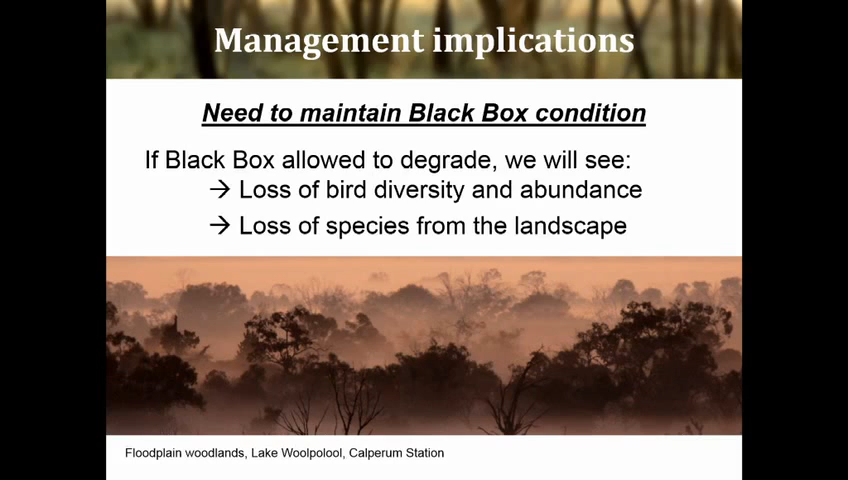 Management implications
Need to maintain Black Box condition
If Black Box allowed to degrade, we will see:
→ Loss of bird diversity and abundance
→ Loss of species from the landscape
Floodplain woodlands, Lake Woolpolool, Calperum Station